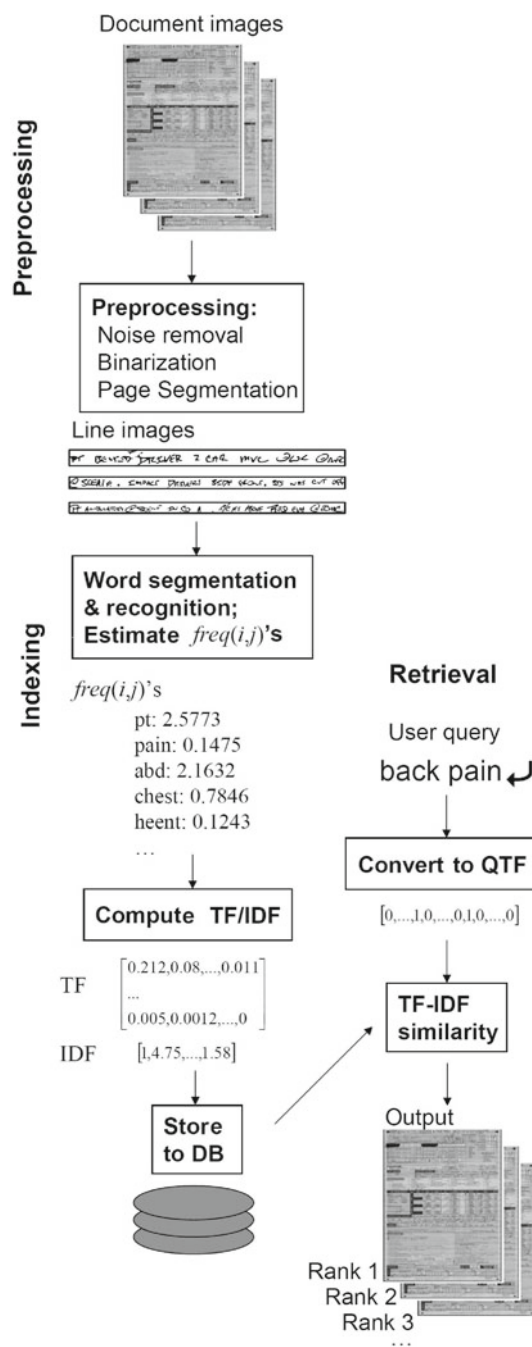 Document images
Preprocessing
Preprocessing:
Noise removal
Binarization
Page Segmentation
Line images
Indexing
Word segmentation
& recognition;
Estimate freq(i,j)'s
freq(i,j)'s
pt: 2.5773
pain: 0.1475
abd: 2.1632
chest: 0.7846
heent: 0.1243
...
Compute TF/IDF
TF
[0.212,0.08,...,0.011
...
0.005,0.0012,...,0]
IDF [1,4.75,...,1.58]
Store
to DB
Retrieval
User query
back pain
Convert to QTF
[0,...,1,0,...,0,1,0,...,0]
TF-IDF
similarity
Output
Rank 1
Rank 2
Rank 3
...